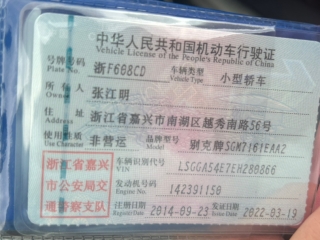 中华人民共和国机动车行驶证
Vehicle License of the People's Republic of China
号牌号码 浙F608CD 车辆类型 小型轿车
Plate No. Vehicle Type
所有人 张江明
Owner
住址 浙江省嘉兴市南湖区越秀南路56号
Address
使用性质 非营运 品牌型号 别克牌SGM7161EAA2
Use Character Model
浙江省嘉兴市公安局交通警察支队
车辆识别代号 LSGGA54E7EH280866
VIN
发动机号码 142391150
Engine No.
注册日期 2014-09-23 发证日期 2022-03-19
Register Date Issue Date